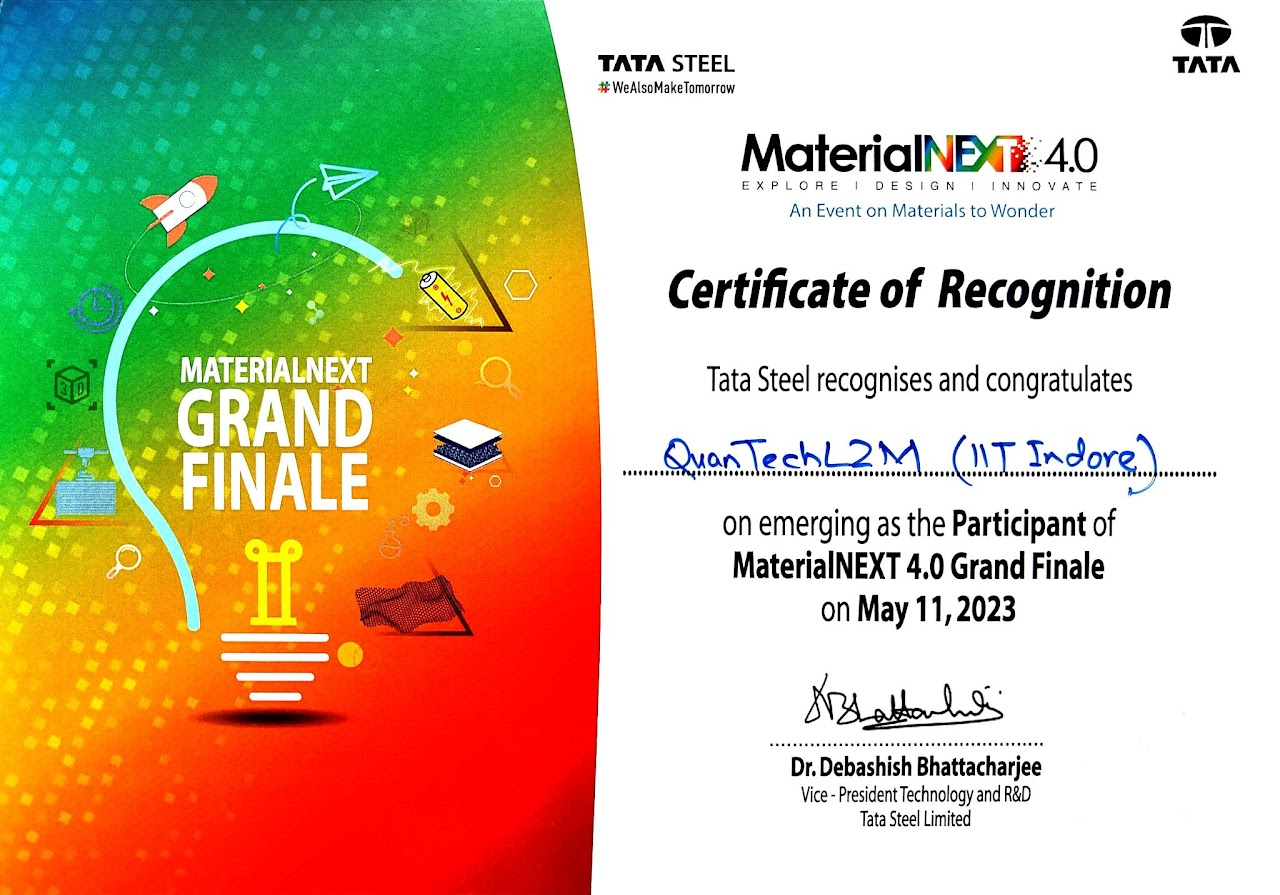 TATA STEEL
#WeAlsoMakeTomorrow
TATA
MaterialNEXT 4.0
EXPLORE | DESIGN | INNOVATE
An Event on Materials to Wonder
Certificate of Recognition
Tata Steel recognises and congratulates
QuanTechL2M (IIT Indore)
on emerging as the Participant of
MaterialNEXT 4.0 Grand Finale
on May 11, 2023
DBhattacharjee
Dr. Debashish Bhattacharjee
Vice - President Technology and R&D
Tata Steel Limited
MATERIALNEXT
GRAND
FINALE
3D